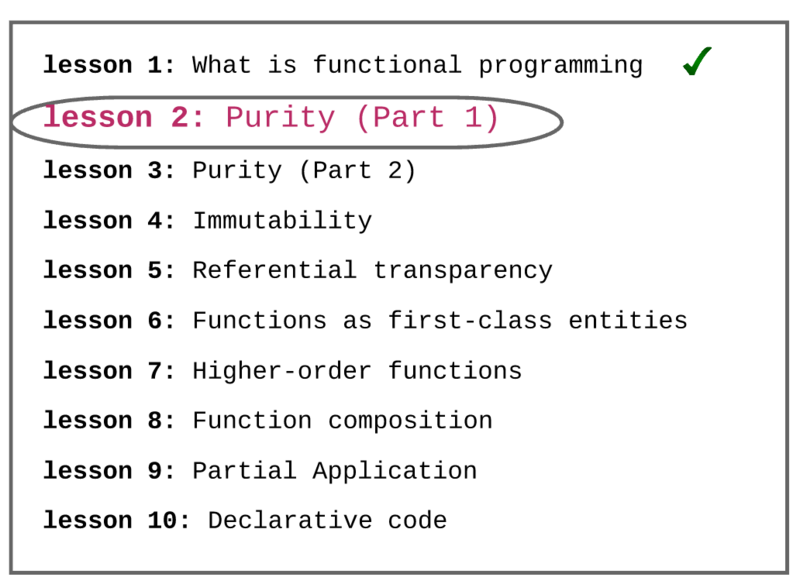 lesson 1: What is functional programming
lesson 2: Purity (Part 1)
lesson 3: Purity (Part 2)
lesson 4: Immutability
lesson 5: Referential transparency
lesson 6: Functions as first-class entities
lesson 7: Higher-order functions
lesson 8: Function composition
lesson 9: Partial Application
lesson 10: Declarative code